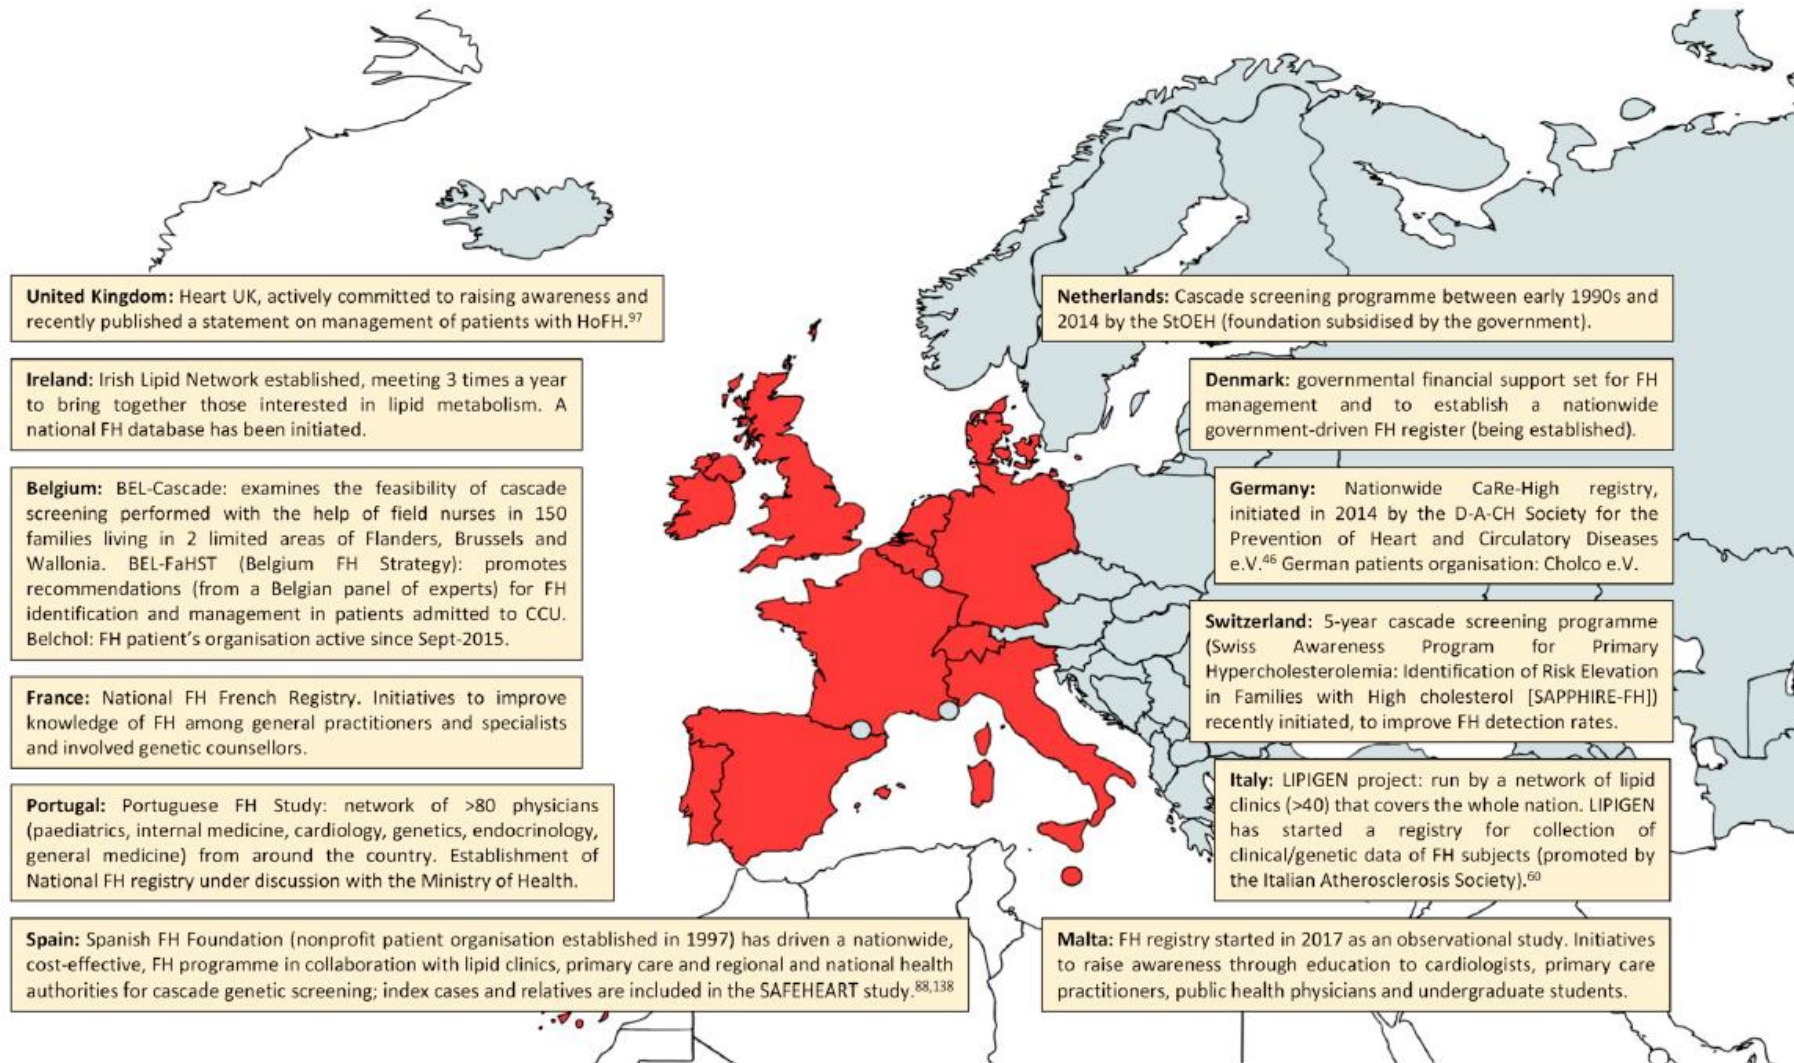 United Kingdom: Heart UK, actively committed to raising awareness and
recently published a statement on management of patients with HoFH.97
Ireland: Irish Lipid Network established, meeting 3 times a year
to bring together those interested in lipid metabolism. A
national FH database has been initiated.
Belgium: BEL-Cascade: examines the feasibility of cascade
screening performed with the help of field nurses in 150
families living in 2 limited areas of Flanders, Brussels and
Wallonia. BEL-FaHST (Belgium FH Strategy): promotes
recommendations (from a Belgian panel of experts) for FH
identification and management in patients admitted to CCU.
Belchol: FH patient's organisation active since Sept-2015.
France: National FH French Registry. Initiatives to improve
knowledge of FH among general practitioners and specialists
and involved genetic counsellors.
Portugal: Portuguese FH Study: network of >80 physicians
(paediatrics, internal medicine, cardiology, genetics, endocrinology,
general medicine) from around the country. Establishment of
National FH registry under discussion with the Ministry of Health.
Spain: Spanish FH Foundation (nonprofit patient organisation established in 1997) has driven a nationwide,
cost-effective, FH programme in collaboration with lipid clinics, primary care and regional and national health
authorities for cascade genetic screening; index cases and relatives are included in the SAFEHEART study.88,138
Netherlands: Cascade screening programme between early 1990s and
2014 by the StOEH (foundation subsidised by the government).
Denmark: governmental financial support set for FH
management and to establish a nationwide
government-driven FH register (being established).
Germany: Nationwide CaRe-High registry,
initiated in 2014 by the D-A-CH Society for the
Prevention of Heart and Circulatory Diseases
e.V.46 German patients organisation: Cholco e.V.
Switzerland: 5-year cascade screening programme
(Swiss Awareness Program for Primary
Hypercholesterolemia: Identification of Risk Elevation
in Families with High cholesterol [SAPPHIRE-FH])
recently initiated, to improve FH detection rates.
Italy: LIPIGEN project: run by a network of lipid
clinics (>40) that covers the whole nation. LIPIGEN
has started a registry for collection of
clinical/genetic data of FH subjects (promoted by
the Italian Atherosclerosis Society).60
Malta: FH registry started in 2017 as an observational study. Initiatives
to raise awareness through education to cardiologists, primary care
practitioners, public health physicians and undergraduate students.